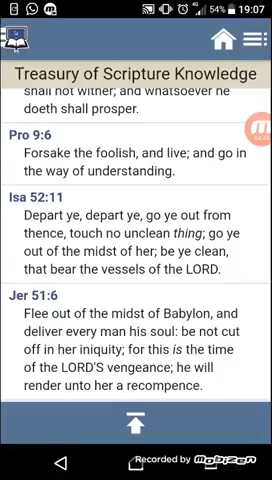 54% 19:07
Treasury of Scripture Knowledge
shall not wither; and whatsoever he
doeth shall prosper.
Pro 9:6
Forsake the foolish, and live; and go in
the way of understanding.
Isa 52:11
Depart ye, depart ye, go ye out from
thence, touch no unclean thing; go ye
out of the midst of her; be ye clean,
that bear the vessels of the LORD.
Jer 51:6
Flee out of the midst of Babylon, and
deliver every man his soul: be not cut
off in her iniquity; for this is the time
of the LORD'S vengeance; he will
render unto her a recompence.
Recorded by mobizen